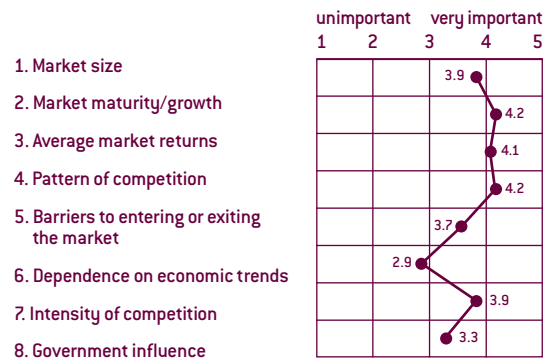 unimportant very important
1 2 3 4 5
1. Market size
3.9
2. Market maturity/growth
4.2
3. Average market returns
4.1
4. Pattern of competition
4.2
5. Barriers to entering or exiting
the market
3.7
2.9
6. Dependence on economic trends
7. Intensity of competition
3.9
3.3
8. Government influence